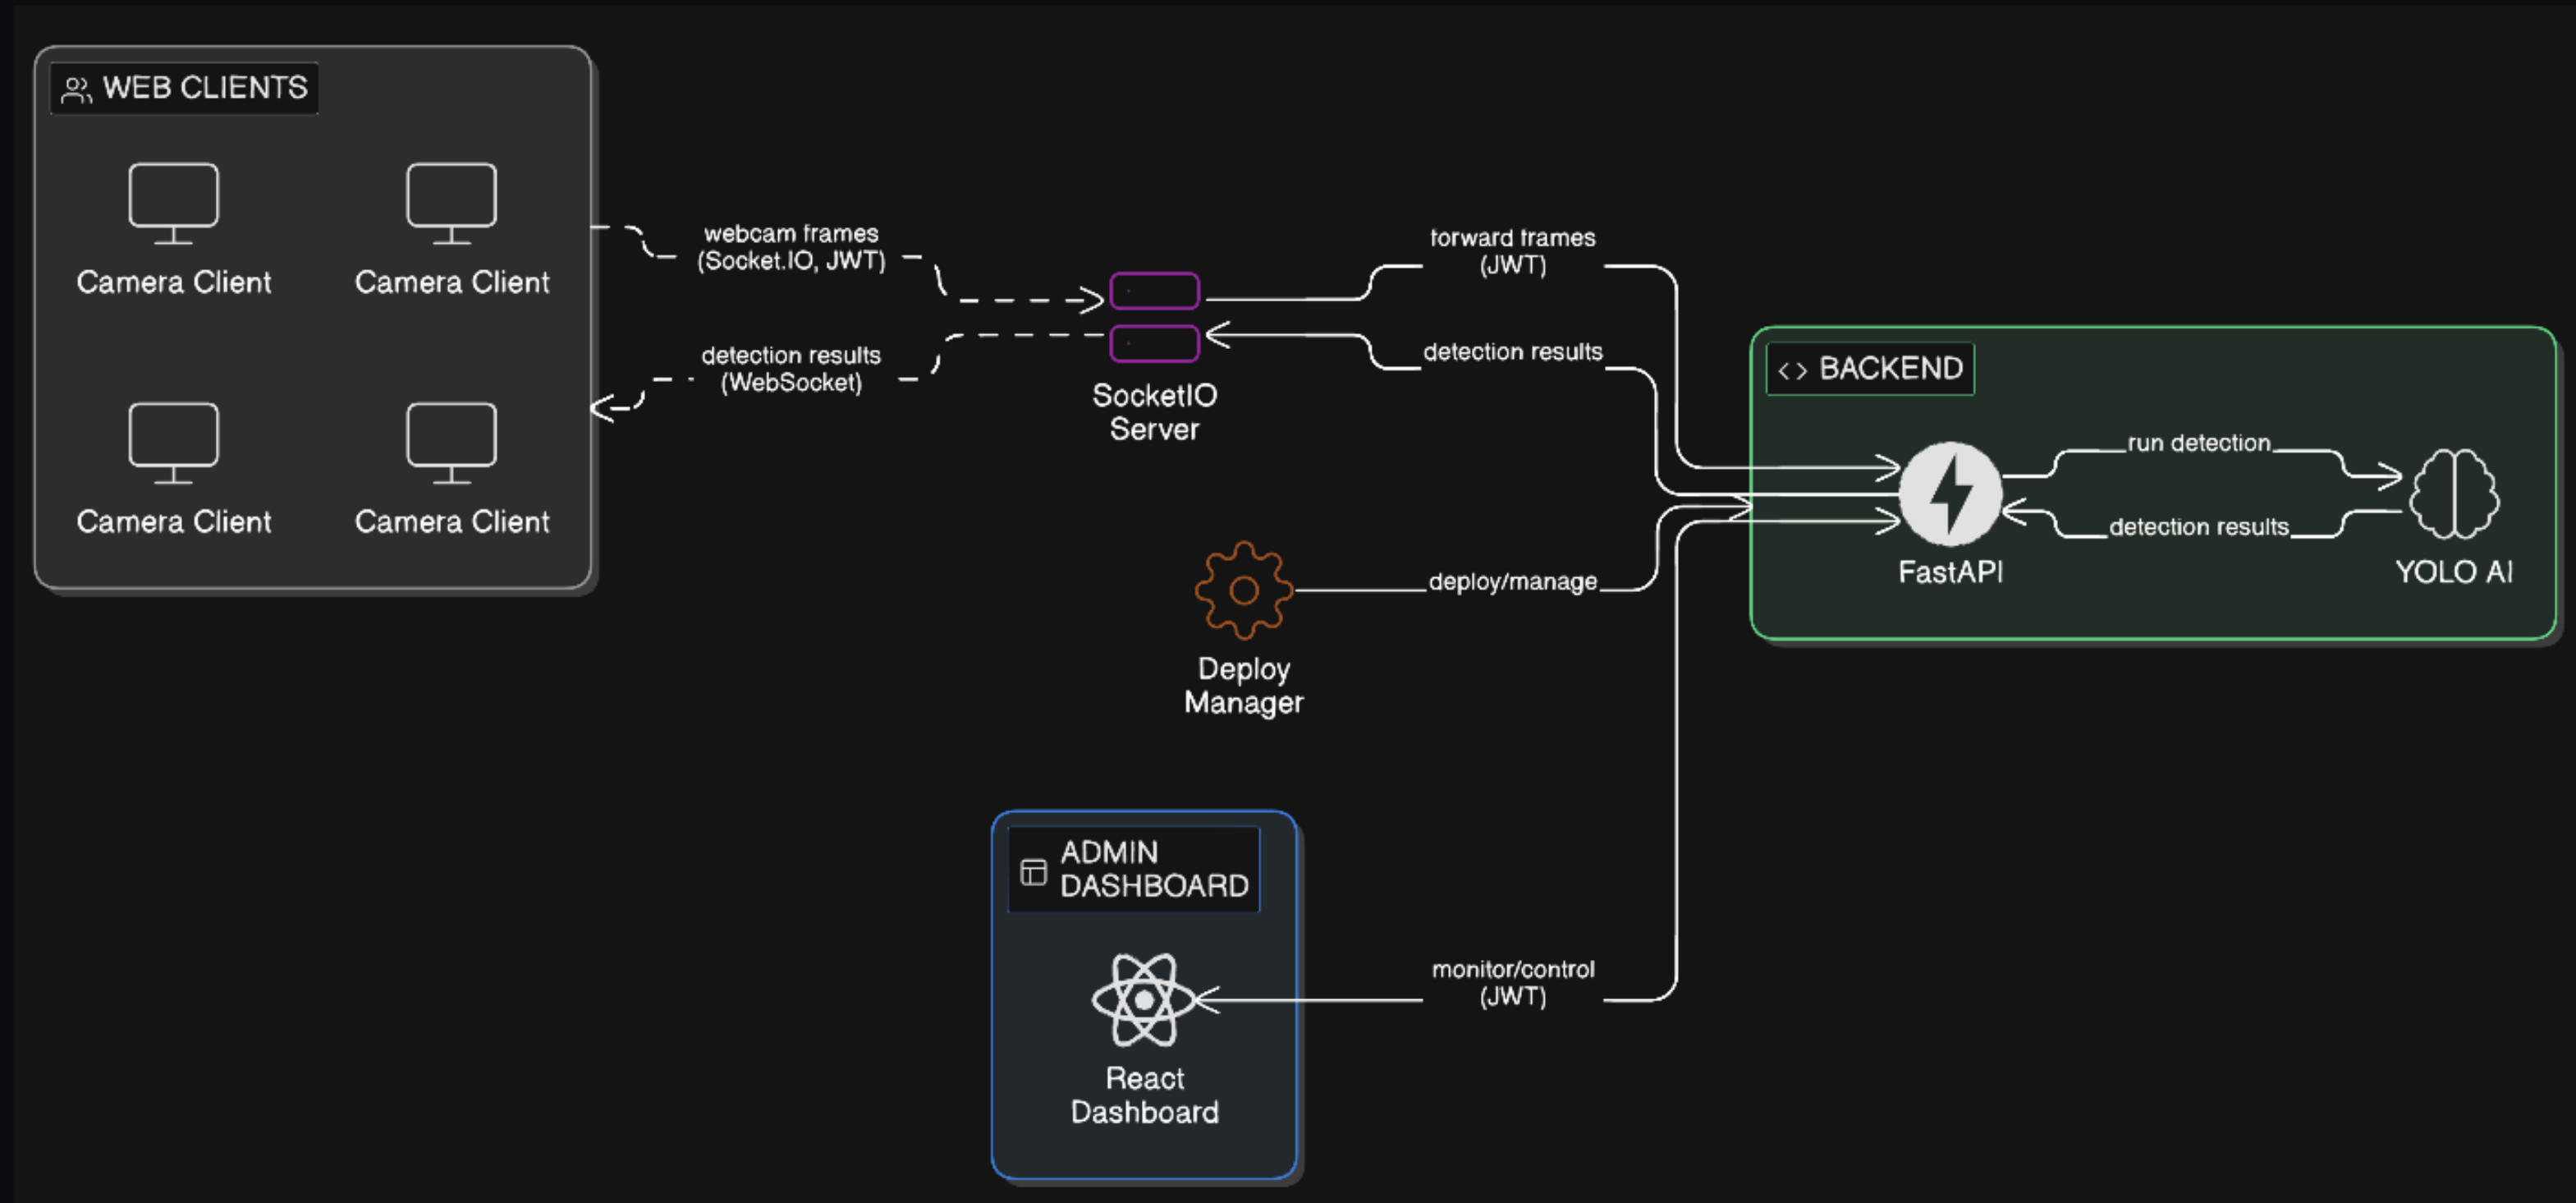 WEB CLIENTS
Camera Client
Camera Client
Camera Client
Camera Client
webcam frames
(Socket.IO, JWT)
detection results
(WebSocket)
SocketIO
Server
forward frames
(JWT)
detection results
deploy/manage
Deploy
Manager
BACKEND
run detection
detection results
FastAPI
YOLO AI
ADMIN
DASHBOARD
React
Dashboard
monitor/control
(JWT)